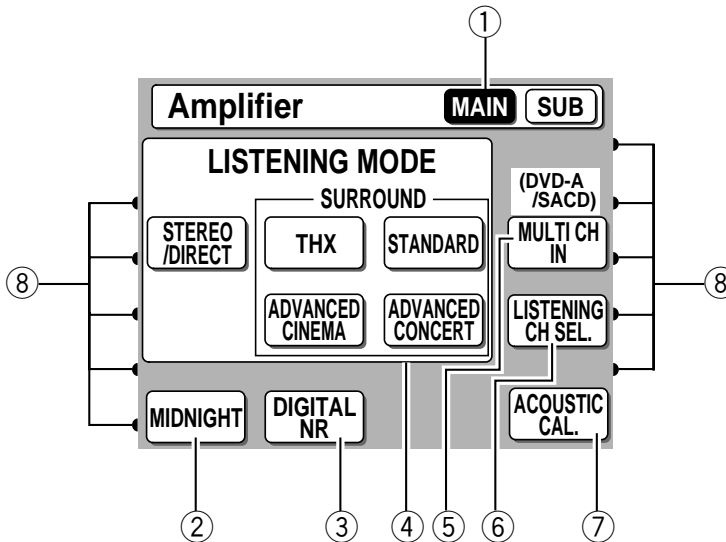 ①
Amplifier MAIN SUB
LISTENING MODE
SURROUND
(DVD-A
/SACD)
STEREO
/DIRECT
THX
STANDARD
MULTI CH
IN
⑧
⑧
ADVANCED
CINEMA
ADVANCED
CONCERT
LISTENING
CH SEL.
MIDNIGHT
DIGITAL
NR
ACOUSTIC
CAL.
② ③ ④ ⑤ ⑥ ⑦